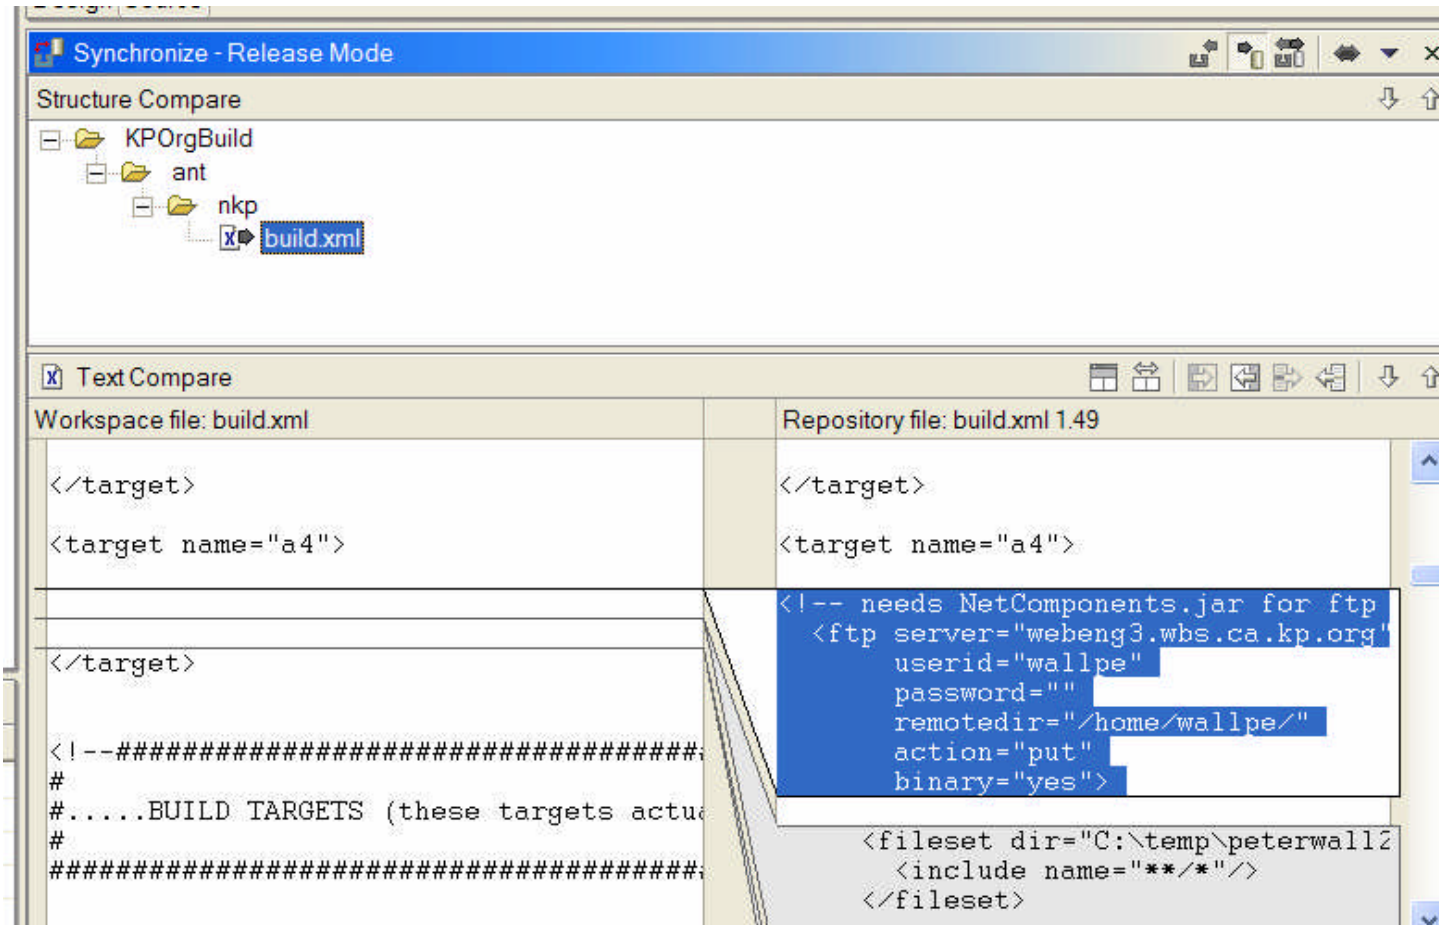 Design Source
Synchronize - Release Mode
Structure Compare
KPOrgBuild
ant
nkp
build.xml
Text Compare
Workspace file: build.xml
Repository file: build.xml 1.49
</target>
<target name="a4">
</target>
<!--###################################
#
#.....BUILD TARGETS (these targets actu
#
########################################
</target>
<target name="a4">
<!-- needs NetComponents.jar for ftp
<ftp server="webeng3.wbs.ca.kp.org"
userid="wallpe"
password=""
remotedir="/home/wallpe/"
action="put"
binary="yes">
<fileset dir="C:\temp\peterwall2
<include name="**/*"/>
</fileset>